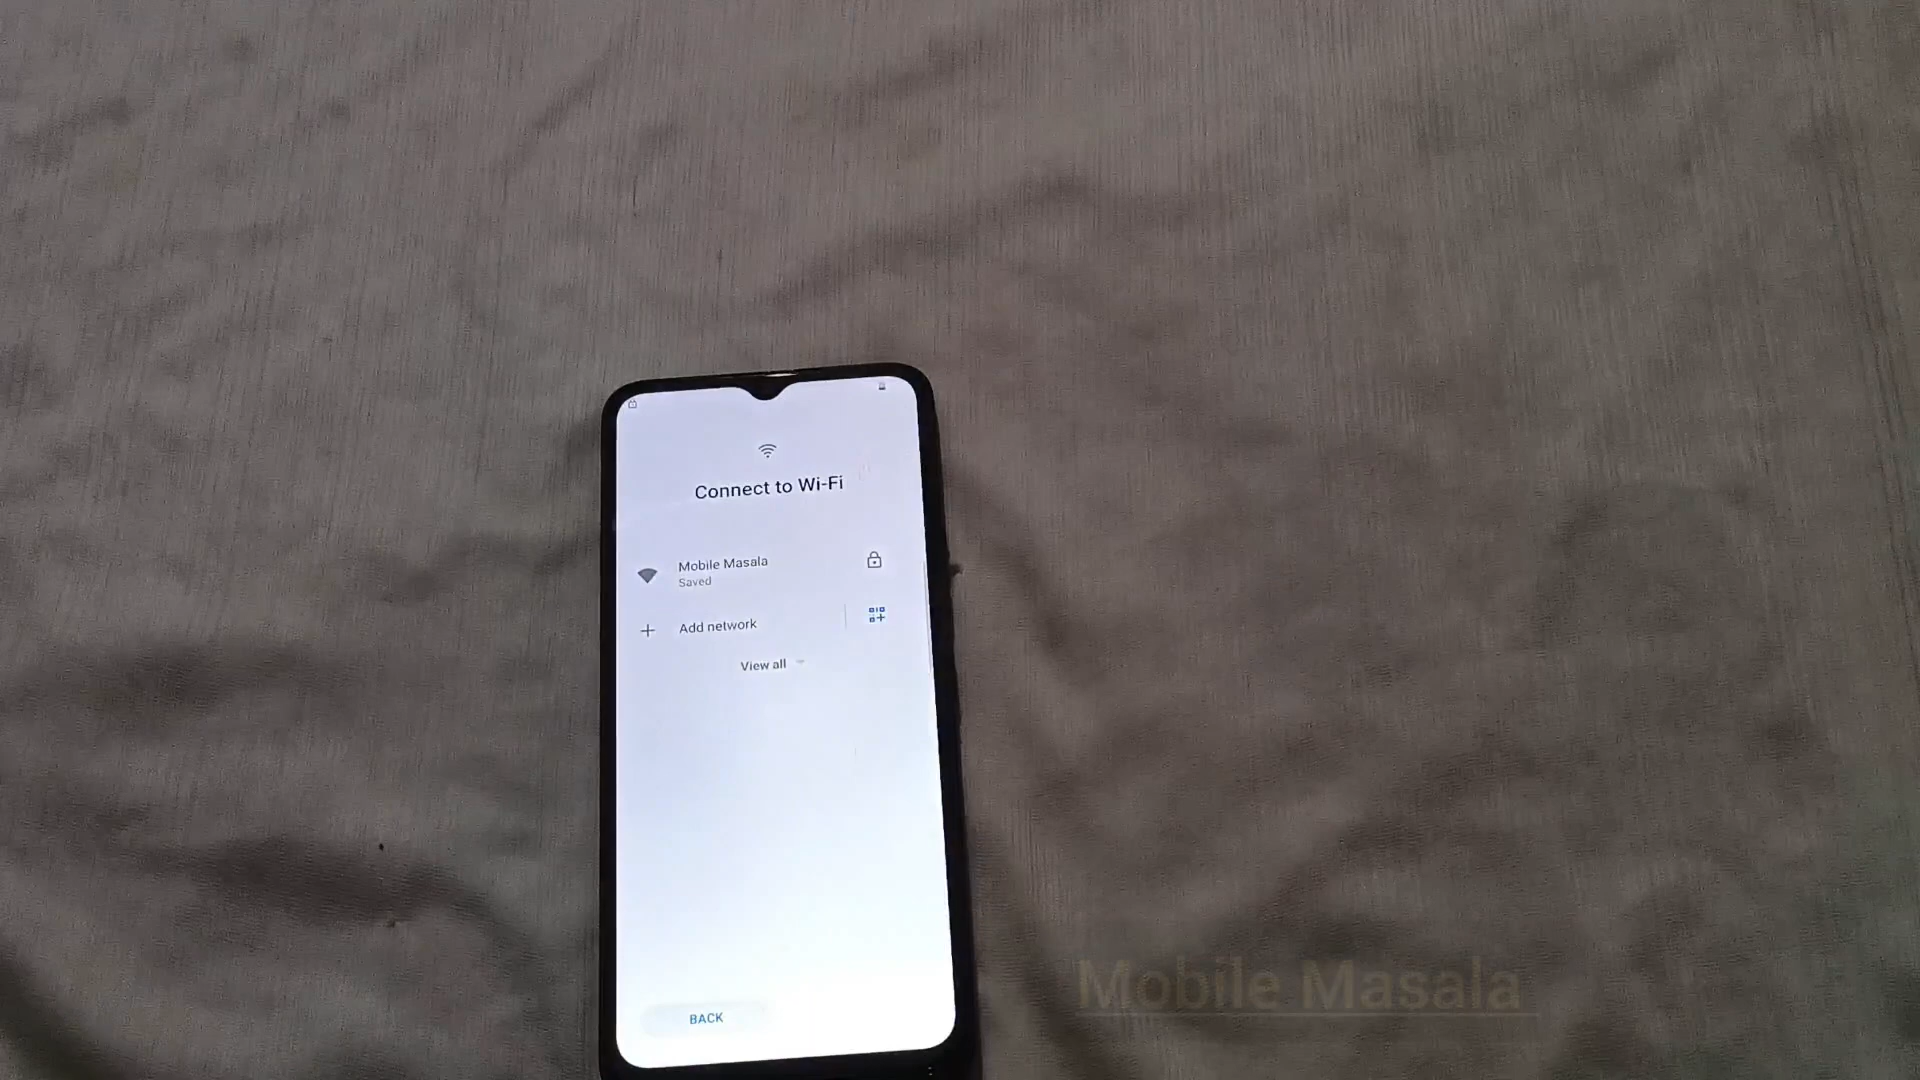 Connect to Wi-Fi
Mobile Masala
Saved
Add network
View all
BACK
Mobile Masala